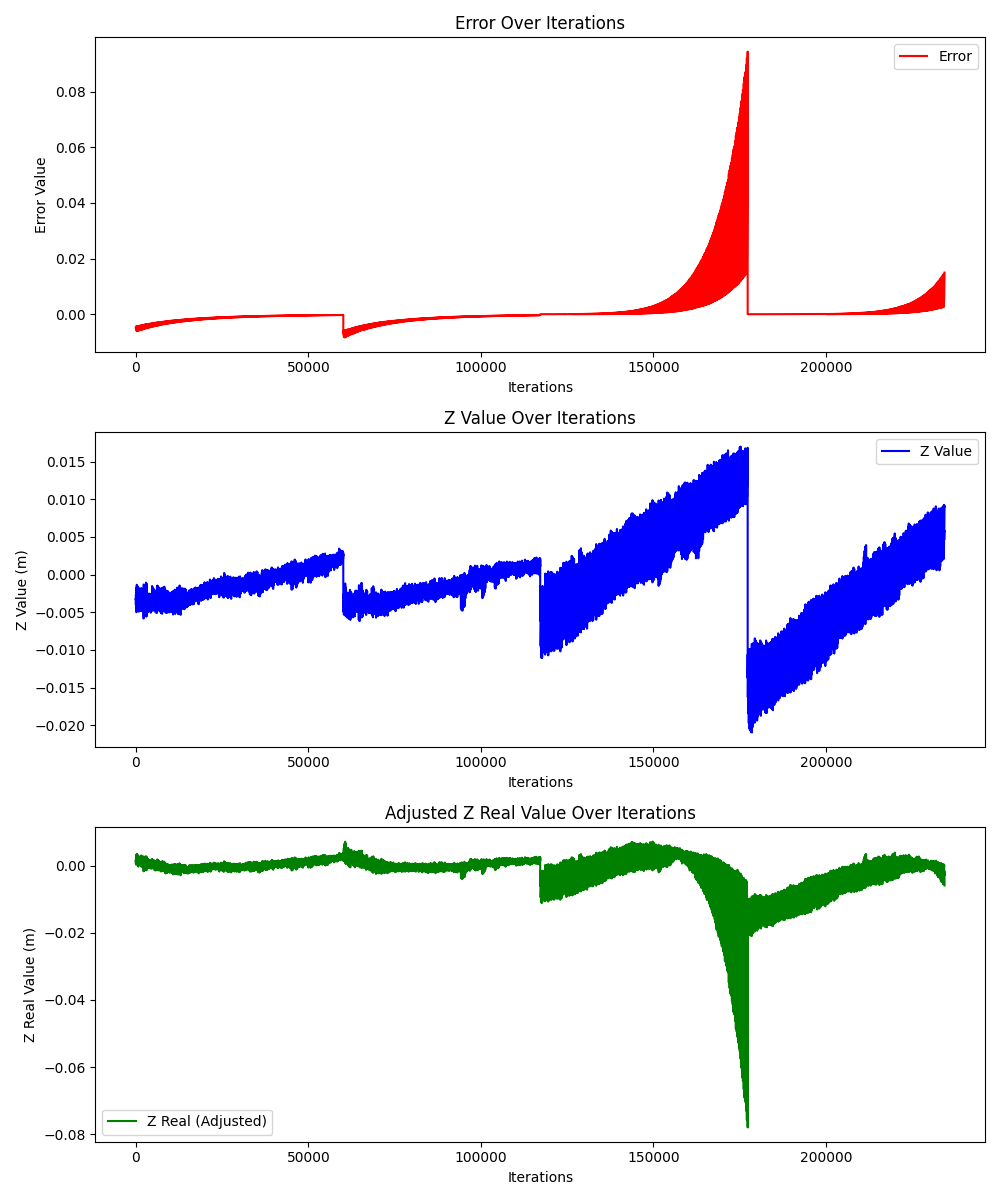 Error Over Iterations
Error
0.08
0.06
0.04
0.02
0.00
Error Value
0 50000 100000 150000 200000
Iterations
Z Value Over Iterations
Z Value
0.015
0.010
0.005
0.000
−0.005
−0.010
−0.015
−0.020
Z Value (m)
0 50000 100000 150000 200000
Iterations
Adjusted Z Real Value Over Iterations
0.00
−0.02
−0.04
−0.06
−0.08
Z Real Value (m)
Z Real (Adjusted)
0 50000 100000 150000 200000
Iterations